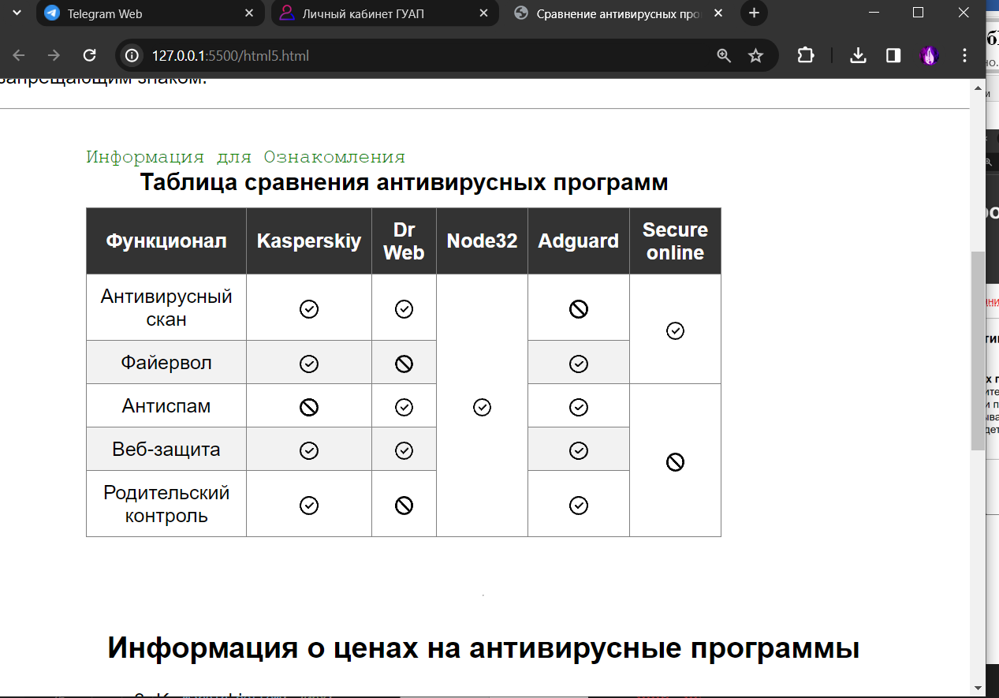 Telegram Web
Личный кабинет ГУАП
Сравнение антивирусных про
127.0.0.1:5500/html5.html
запрещающим знаком.
Информация для Ознакомления
Таблица сравнения антивирусных программ
Функционал
Kasperskiy
Dr
Web
Node32
Adguard
Secure
online
Антивирусный
скан
Файервол
Антиспам
Веб-защита
Родительский
контроль
Информация о ценах на антивирусные программы